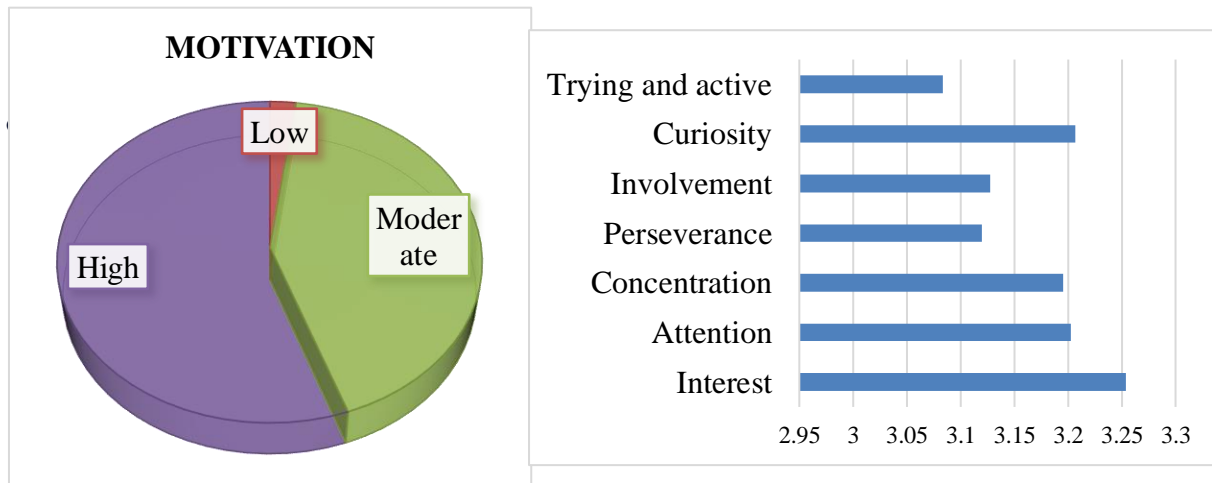 MOTIVATION
Low
Moder
ate
High
Trying and active
Curiosity
Involvement
Perseverance
Concentration
Attention
Interest
2.95 3 3.05 3.1 3.15 3.2 3.25 3.3